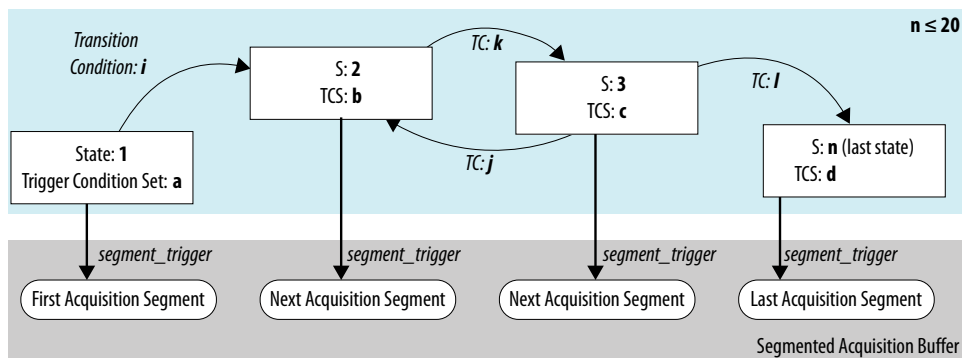 n ≤ 20
Transition
Condition: i
TC: k
S: 2
TCS: b
S: 3
TCS: c
TC: l
TC: j
State: 1
Trigger Condition Set: a
S: n (last state)
TCS: d
segment_trigger
segment_trigger
segment_trigger
segment_trigger
First Acquisition Segment
Next Acquisition Segment
Next Acquisition Segment
Last Acquisition Segment
Segmented Acquisition Buffer